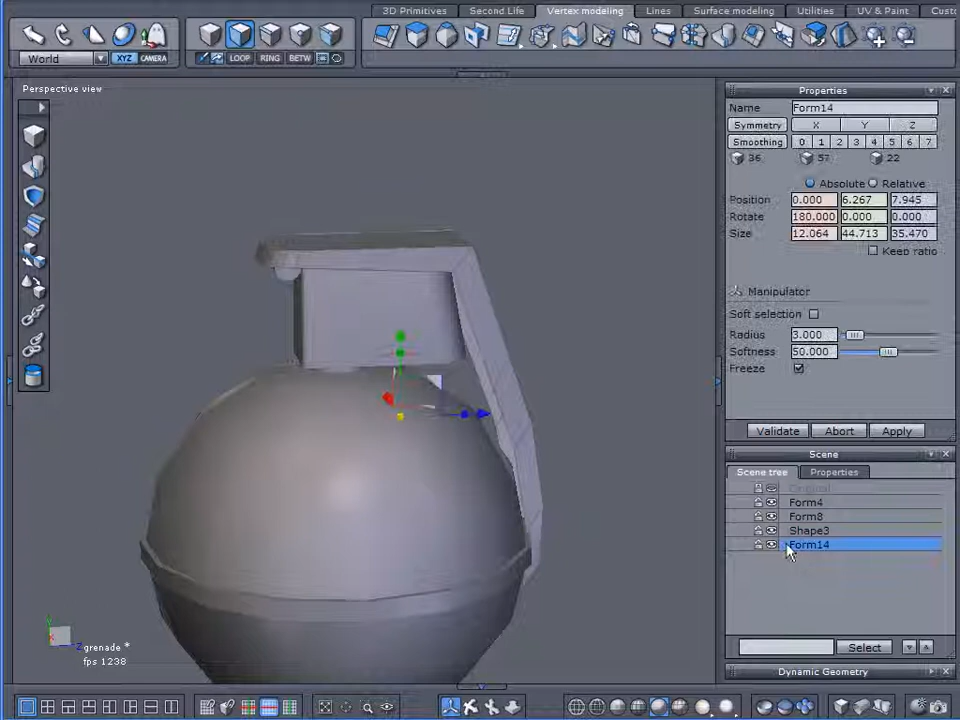 3D Primitives Second Life Vertex modeling Lines Surface modeling Utilities UV & Paint Cust
World XYZ CAMERA LOOP RING BETW
Perspective view
Properties
Name Form14
Symmetry X Y Z
Smoothing 0 1 2 3 4 5 6 7
36 57 22
Absolute Relative
Position 0.000 6.267 7.945
Rotate 180.000 0.000 0.000
Size 12.064 44.713 35.470
Keep ratio
Manipulator
Soft selection
Radius 3.000
Softness 50.000
Freeze
Validate Abort Apply
Scene
Scene tree Properties
Original
Form4
Form8
Shape3
Form14
Y
X Z grenade *
fps 1238
Select
Dynamic Geometry